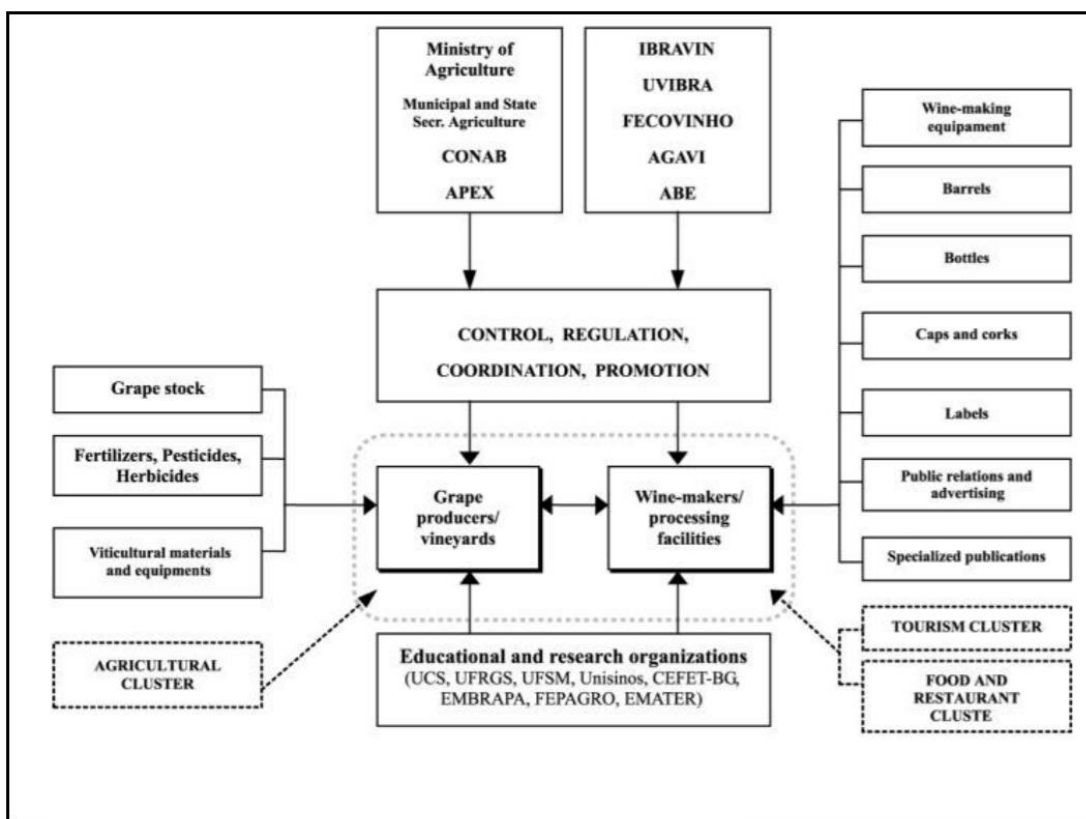 Ministry of
Agriculture
Municipal and State
Secr. Agriculture
CONAB
APEX
IBRAVIN
UVIBRA
FECOVINHO
AGAVI
ABE
Wine-making
equipament
Barrels
Bottles
Caps and corks
Labels
Public relations and
advertising
Specialized publications
CONTROL, REGULATION,
COORDINATION, PROMOTION
Grape stock
Fertilizers, Pesticides,
Herbicides
Viticultural materials
and equipments
Grape
producers/
vineyards
Wine-makers/
processing
facilities
AGRICULTURAL
CLUSTER
Educational and research organizations
(UCS, UFRGS, UFSM, Unisinos, CEFET-BG,
EMBRAPA, FEPAGRO, EMATER)
TOURISM CLUSTER
FOOD AND
RESTAURANT
CLUSTE